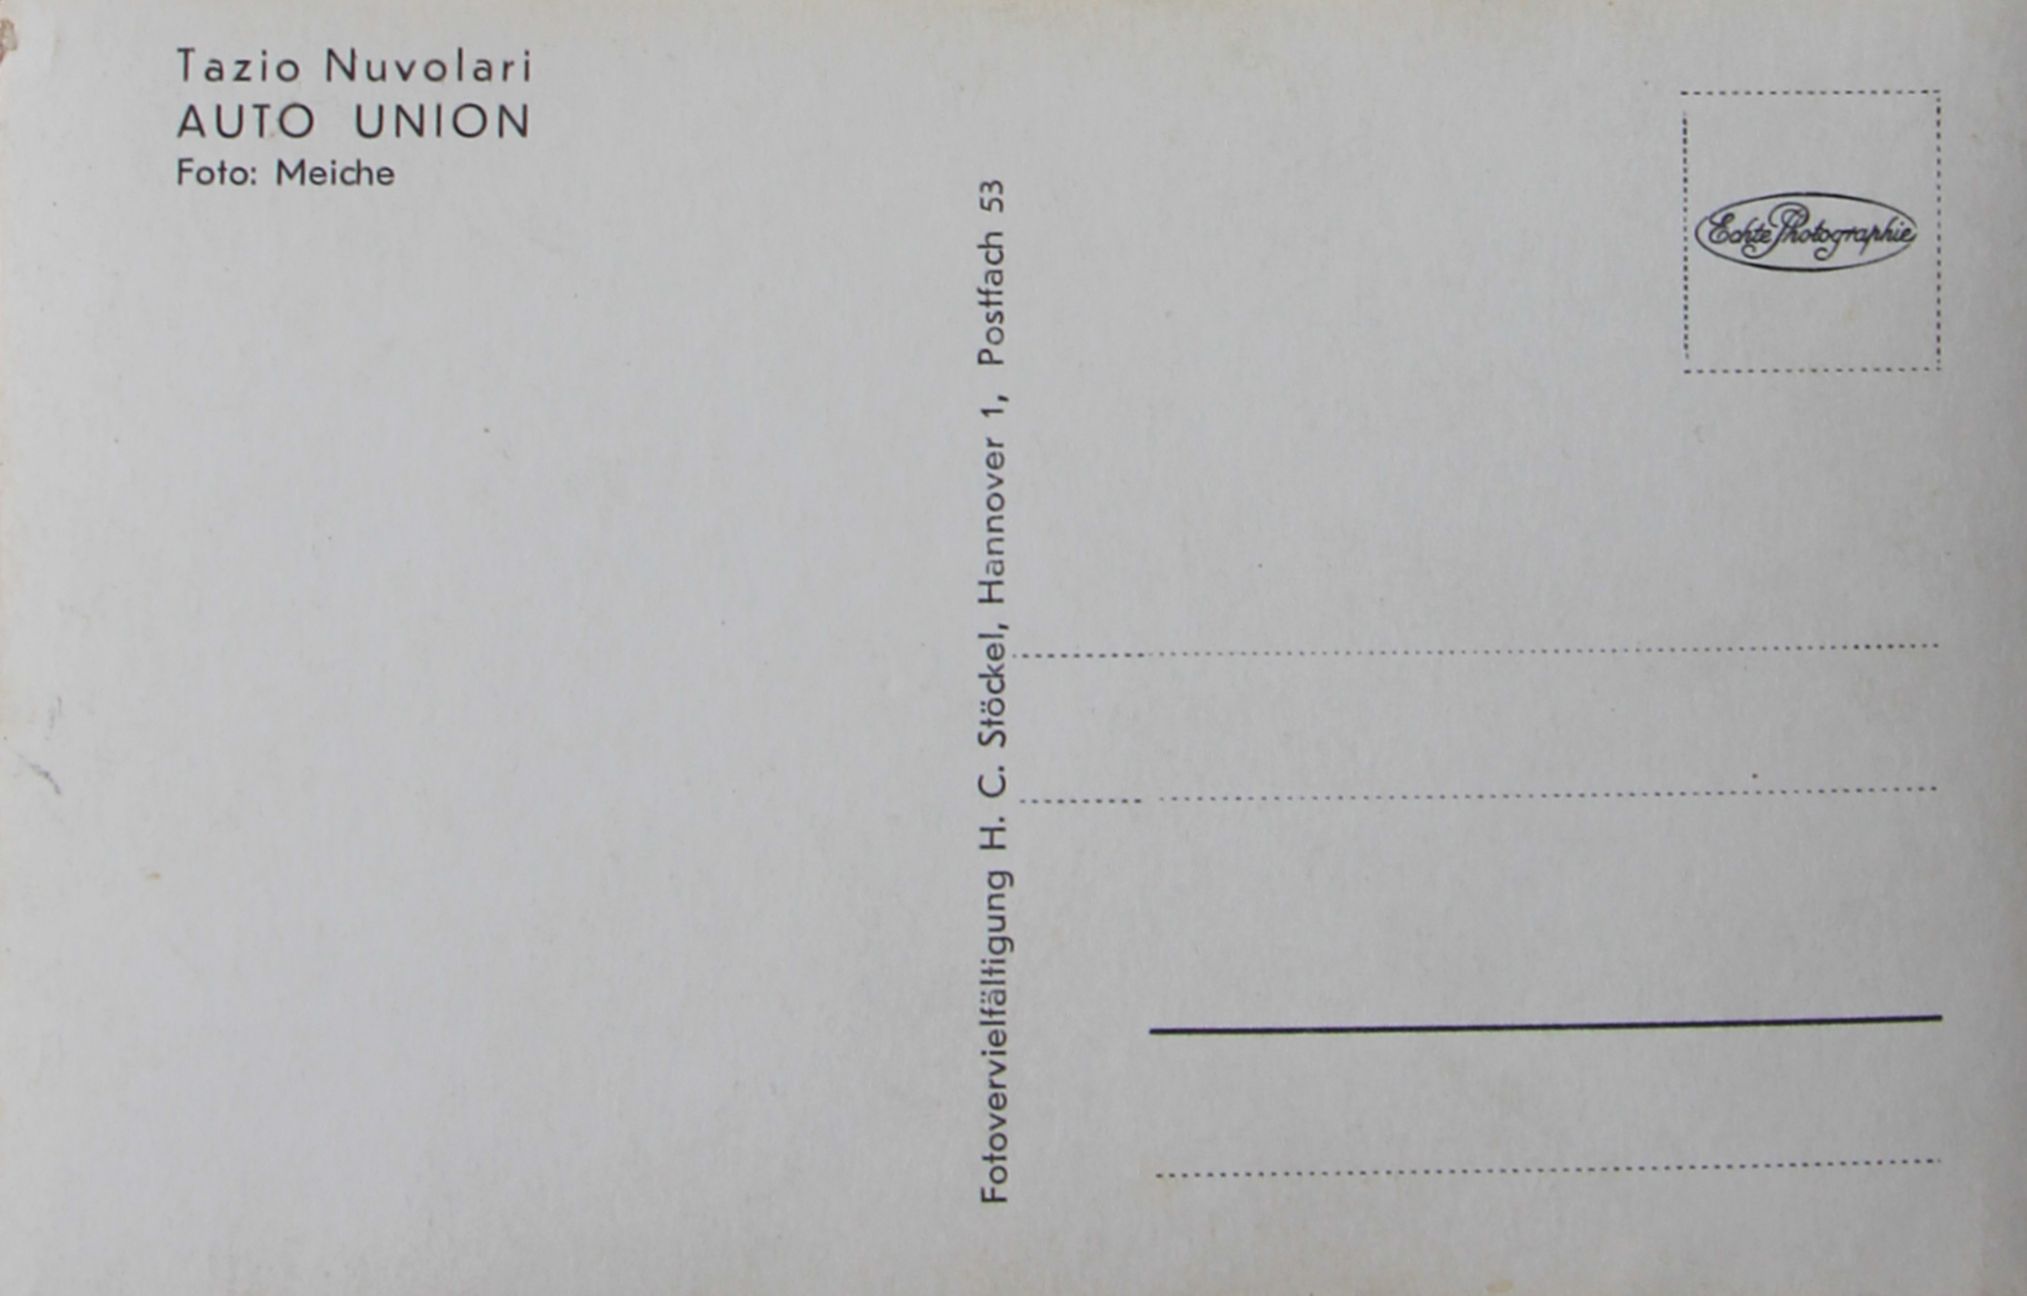 Tazio Nuvolari
AUTO UNION
Foto: Meiche
Fotovervielfältigung H. C. Stöckel, Hannover 1, Postfach 53
Echte Photographie